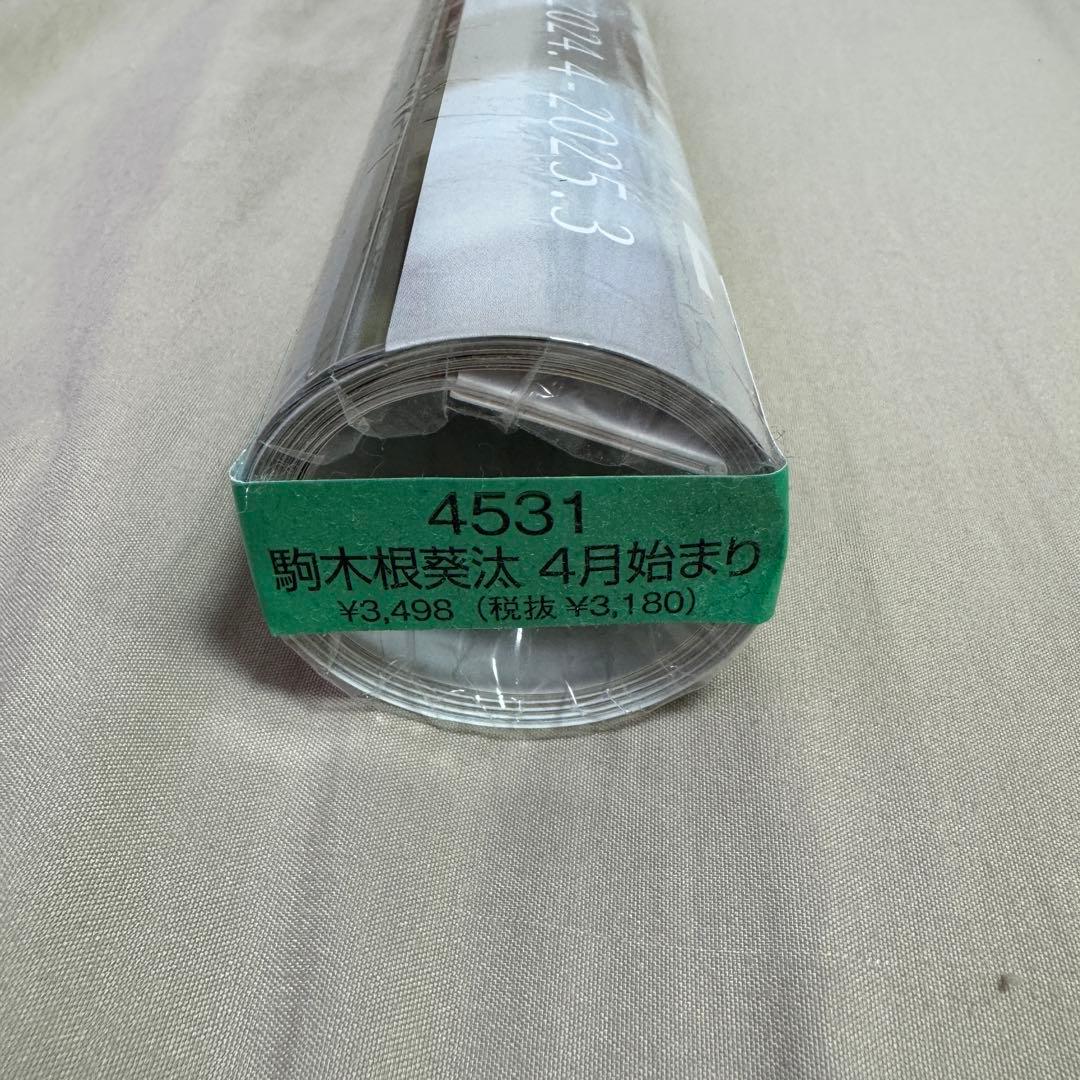 2024.4-2025.3
4531
駒木根葵汰 4月始まり
¥3,498（税抜 ¥3,180）